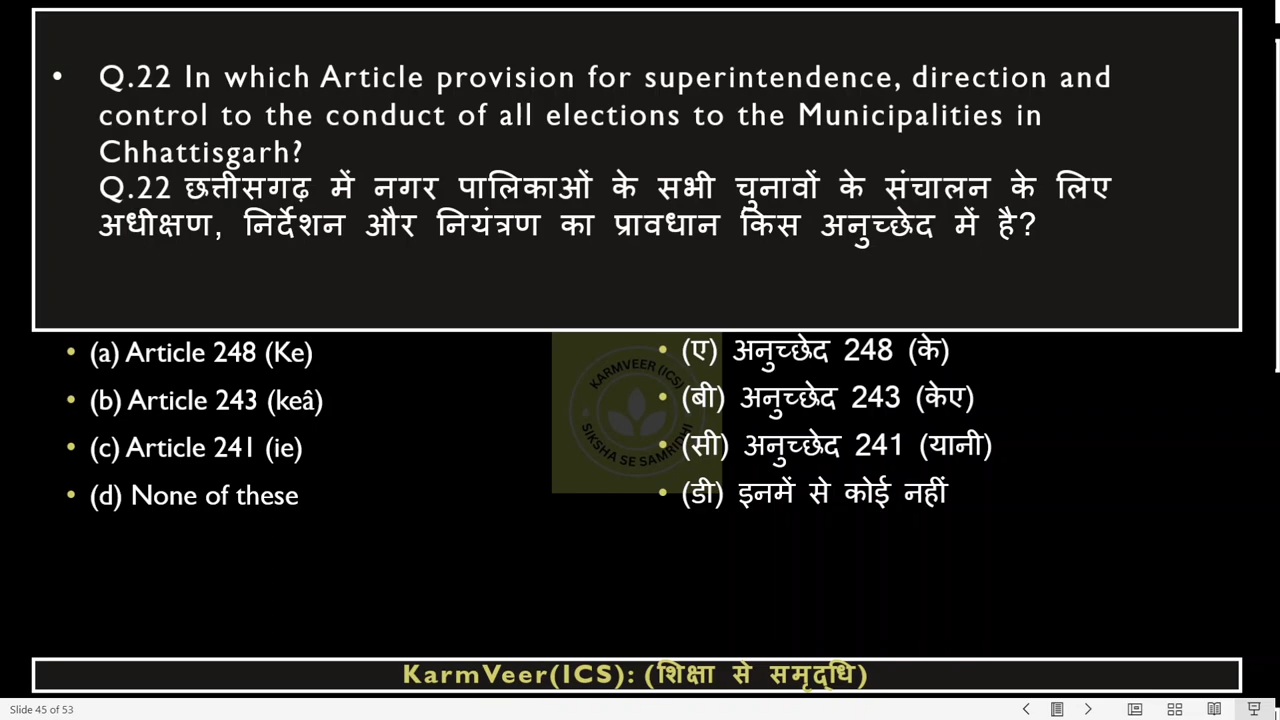 Q.22 In which Article provision for superintendence, direction and
control to the conduct of all elections to the Municipalities in
Chhattisgarh?
Q.22 छत्तीसगढ़ में नगर पालिकाओं के सभी चुनावों के संचालन के लिए
अधीक्षण, निर्देशन और नियंत्रण का प्रावधान किस अनुच्छेद में है?
(a) Article 248 (Ke)
(b) Article 243 (keâ)
(c) Article 241 (ie)
(d) None of these
(ए) अनुच्छेद 248 (के)
(बी) अनुच्छेद 243 (केए)
(सी) अनुच्छेद 241 (यानी)
(डी) इनमें से कोई नहीं
KARMVEER (ICS)
SIKSHA SE SAMRIDHI
KarmVeer(ICS): (शिक्षा से समृद्धि)
Slide 45 of 53